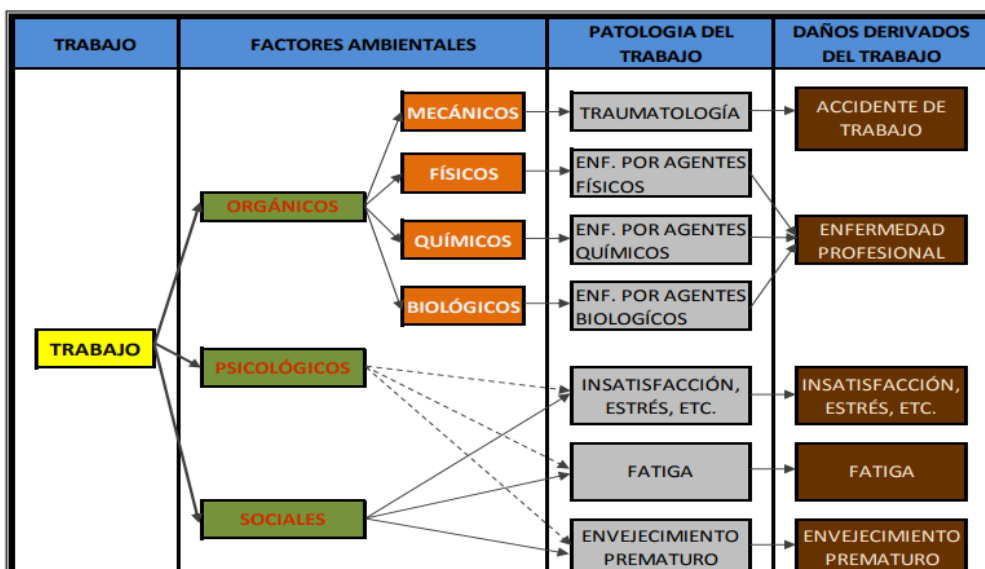 TRABAJO
FACTORES AMBIENTALES
PATOLOGIA DEL
TRABAJO
DAÑOS DERIVADOS
DEL TRABAJO
MECÁNICOS
TRAUMATOLOGÍA
ACCIDENTE DE
TRABAJO
FÍSICOS
ENF. POR AGENTES
FÍSICOS
ORGÁNICOS
QUÍMICOS
ENF. POR AGENTES
QUÍMICOS
ENFERMEDAD
PROFESIONAL
BIOLÓGICOS
ENF. POR AGENTES
BIOLOGÍCOS
TRABAJO
PSICOLÓGICOS
INSATISFACCIÓN,
ESTRÉS, ETC.
INSATISFACCIÓN,
ESTRÉS, ETC.
FATIGA
FATIGA
SOCIALES
ENVEJECIMIENTO
PREMATURO
ENVEJECIMIENTO
PREMATURO